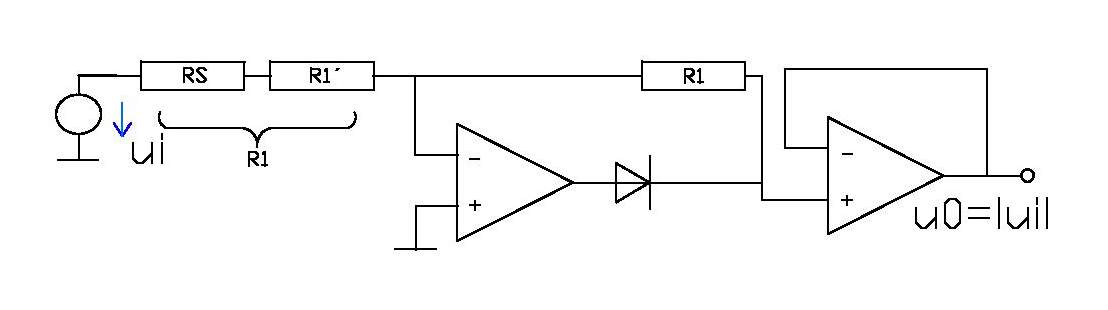 RS
R1´
R1
ui
R1
-
+
-
+
u0=|ui|